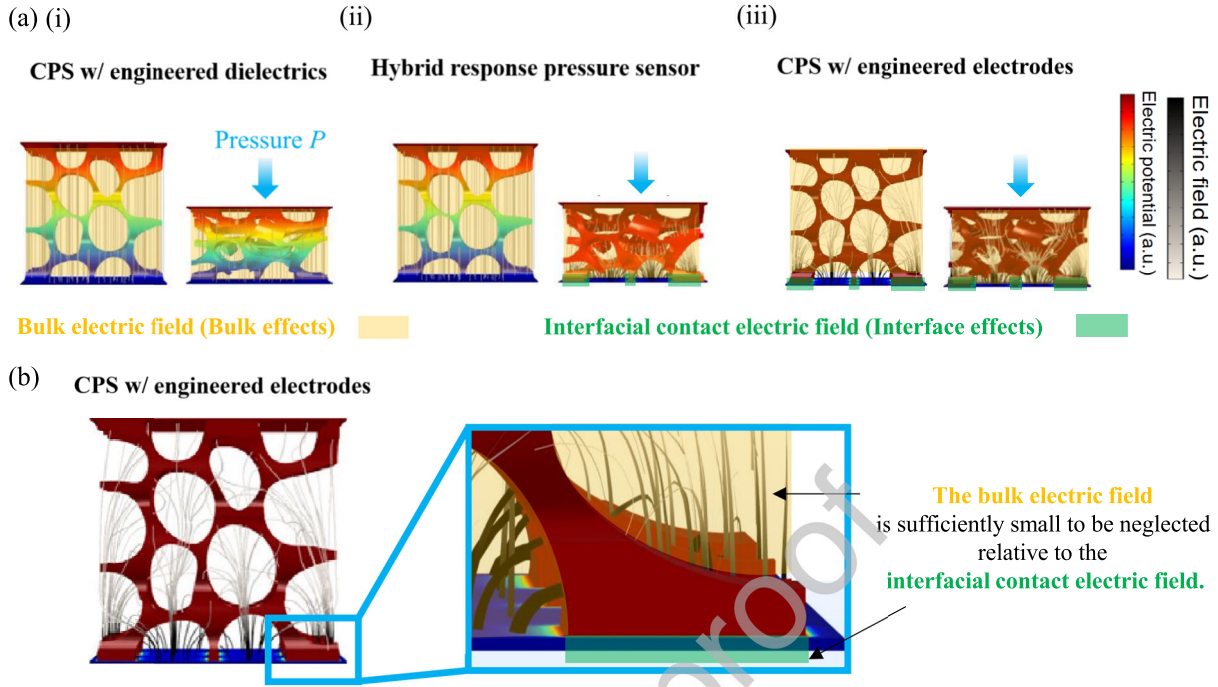 (a) (i)
(ii)
(iii)
CPS w/ engineered dielectrics
Hybrid response pressure sensor
CPS w/ engineered electrodes
Pressure P
Electric potential (a.u.)
Electric field (a.u.)
Bulk electric field (Bulk effects)
Interfacial contact electric field (Interface effects)
(b)
CPS w/ engineered electrodes
The bulk electric field
is sufficiently small to be neglected
relative to the
interfacial contact electric field.
proof